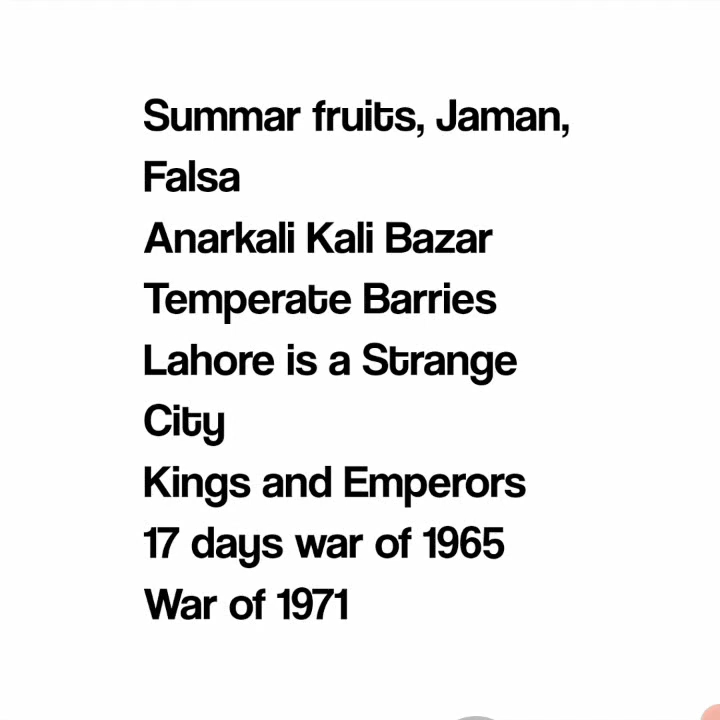 Summar fruits, Jaman,
Falsa
Anarkali Kali Bazar
Temperate Barries
Lahore is a Strange
City
Kings and Emperors
17 days war of 1965
War of 1971